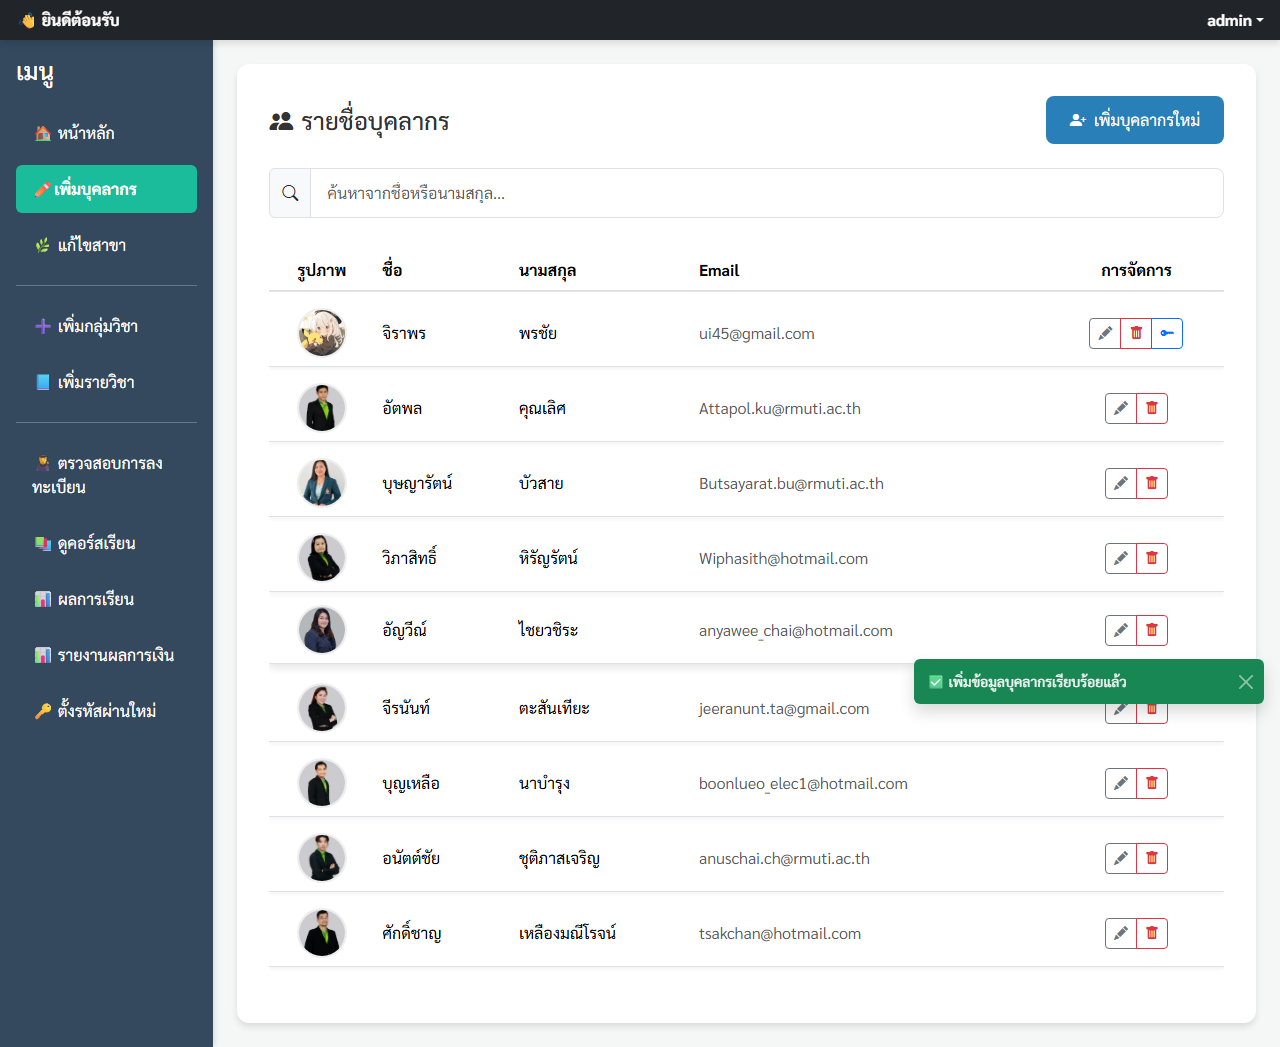 👋 ยินดีต้อนรับ
admin
เมนู
🏠 หน้าหลัก
เพิ่มบุคลากร
🌿 แก้ไขสาขา
➕ เพิ่มกลุ่มวิชา
📘 เพิ่มรายวิชา
ตรวจสอบการลง
ทะเบียน
📚 ดูคอร์สเรียน
📊 ผลการเรียน
📊 รายงานผลการเงิน
🔑 ตั้งรหัสผ่านใหม่
รายชื่อบุคลากร
เพิ่มบุคลากรใหม่
ค้นหาจากชื่อหรือนามสกุล...
รูปภาพ ชื่อ นามสกุล Email การจัดการ
จิราพร พรชัย ui45@gmail.com
อัตพล คุณเลิศ Attapol.ku@rmuti.ac.th
บุษญารัตน์ บัวสาย Butsayarat.bu@rmuti.ac.th
วิภาสิทธิ์ หิรัญรัตน์ Wiphasith@hotmail.com
อัญวีณ์ ไชยวชิระ anyawee_chai@hotmail.com
✅ เพิ่มข้อมูลบุคลากรเรียบร้อยแล้ว
จีรนันท์ ตะสันเทียะ jeeranunt.ta@gmail.com
บุญเหลือ นาบำรุง boonlueo_elec1@hotmail.com
อนัตต์ชัย ชุติภาสเจริญ anuschai.ch@rmuti.ac.th
ศักดิ์ชาญ เหลืองมณีโรจน์ tsakchan@hotmail.com